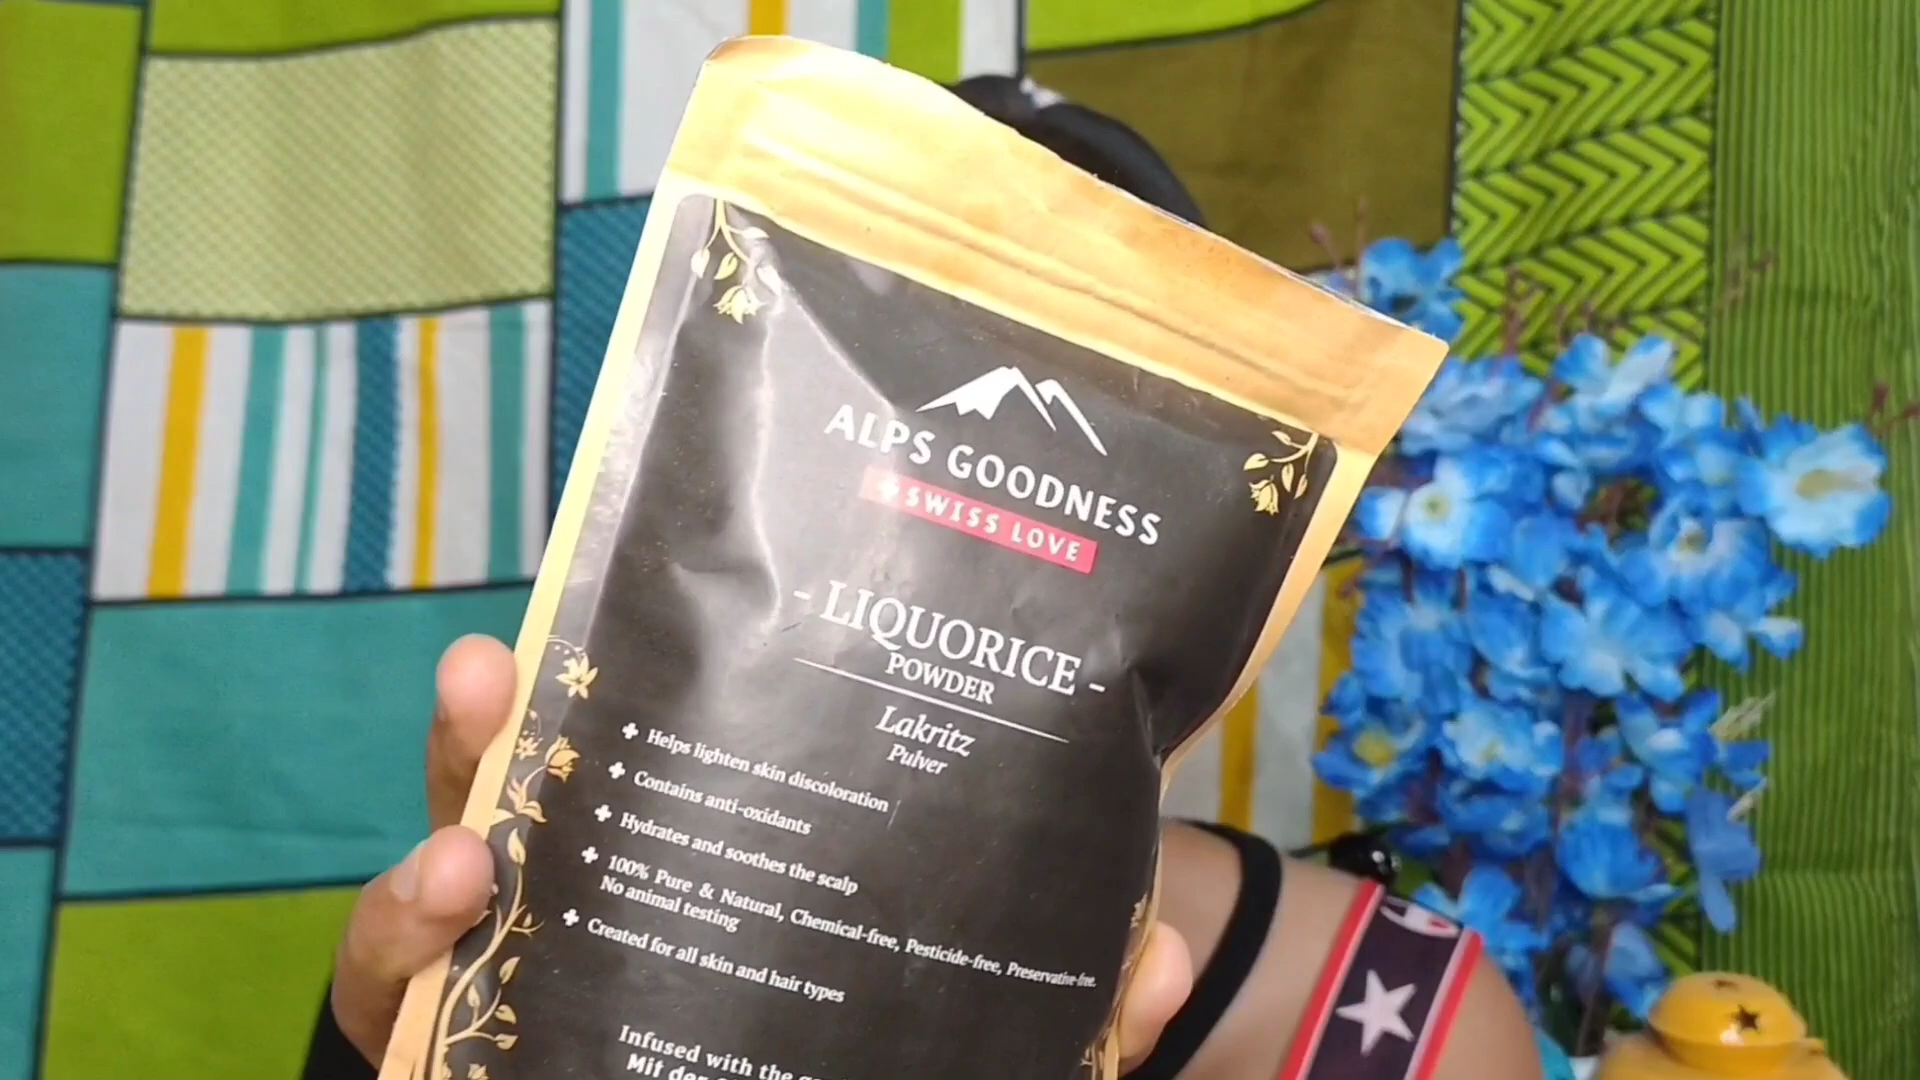 ALPS GOODNESS
SWISS LOVE
- LIQUORICE -
POWDER
Lakritz
Pulver
Helps lighten skin discoloration
Contains anti-oxidants
Hydrates and soothes the scalp
100% Pure & Natural, Chemical-free, Pesticide-free, Preservative-free.
No animal testing
Created for all skin and hair types
Infused with the
Mit der